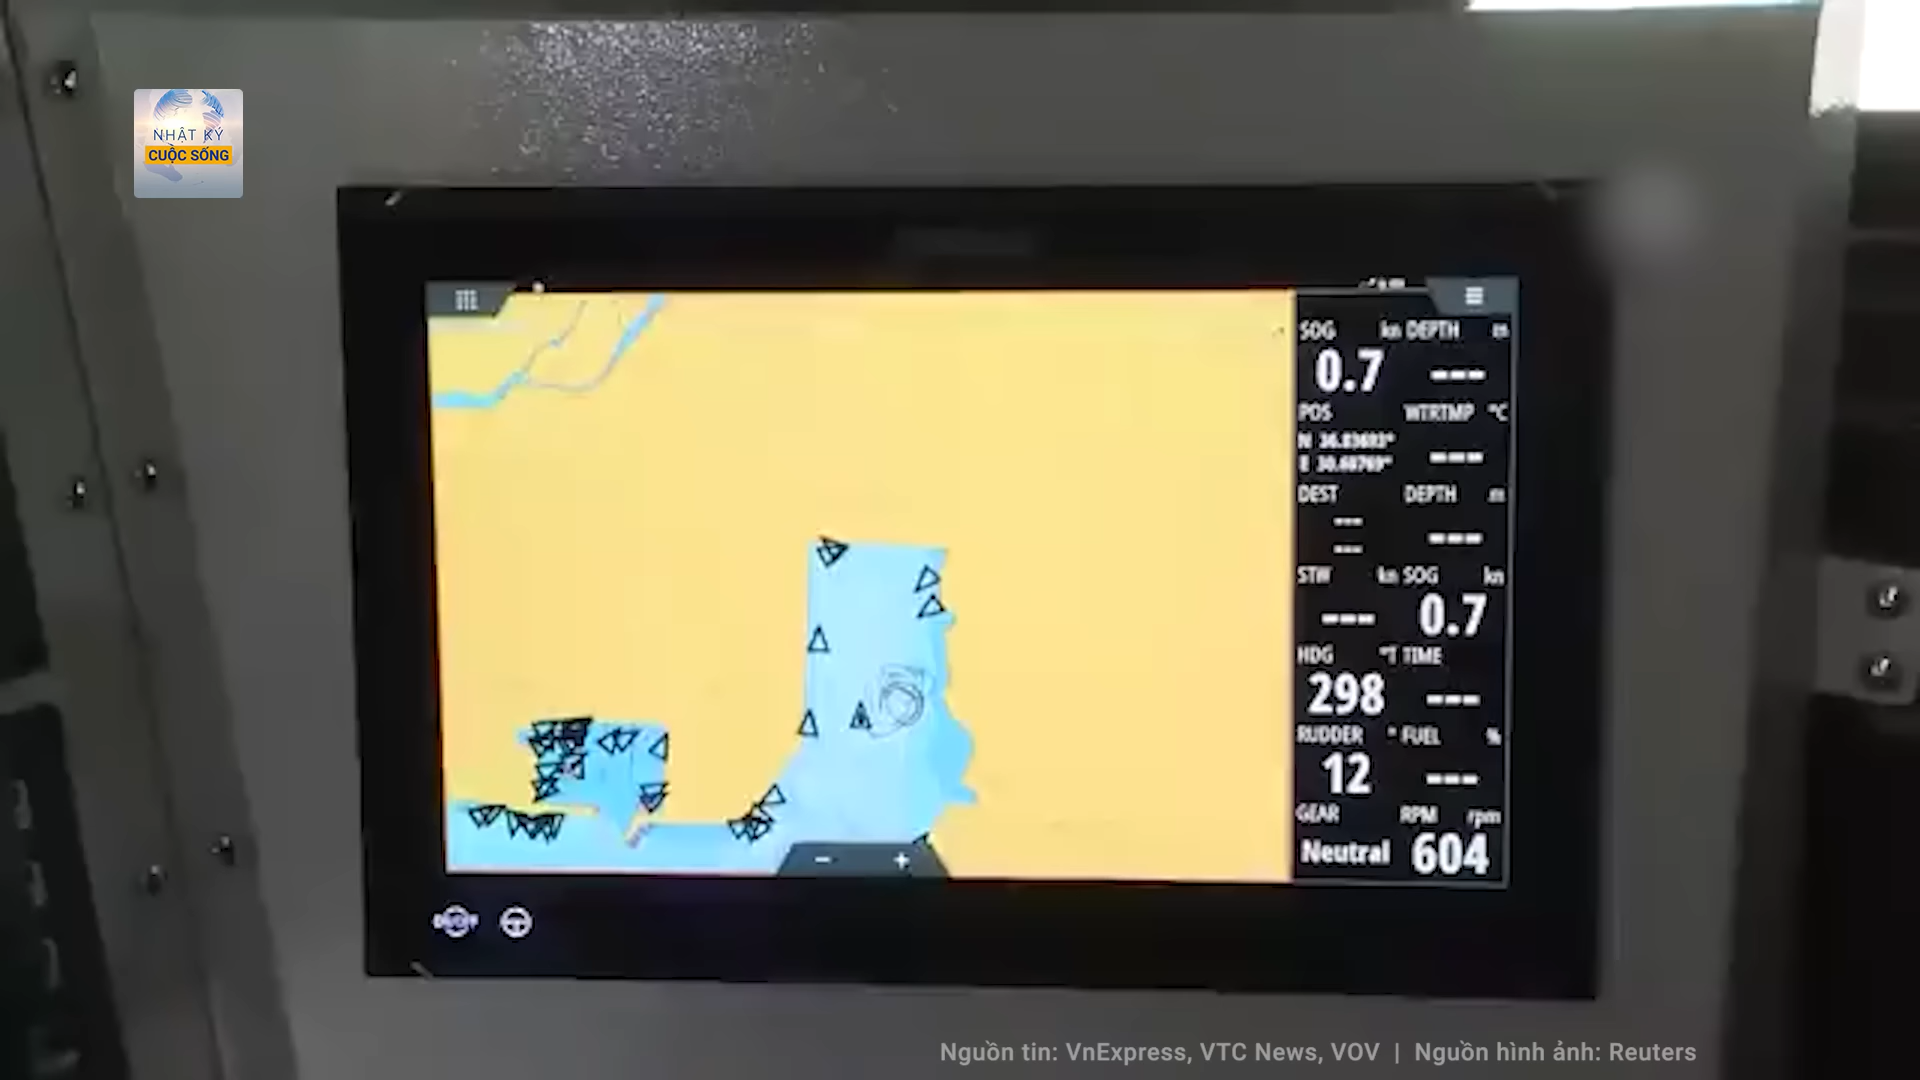 NHẬT KÝ
CUỘC SỐNG
SOG kn DEPTH m
0.7 ---
POS WTRTMP °C
N
E ---
DEST DEPTH m
---
--- ---
STW kn SOG kn
--- 0.7
HDG °T TIME
298 ---
RUDDER ° FUEL %
12 ---
GEAR RPM rpm
Neutral 604
- +
Nguồn tin: VnExpress, VTC News, VOV | Nguồn hình ảnh: Reuters